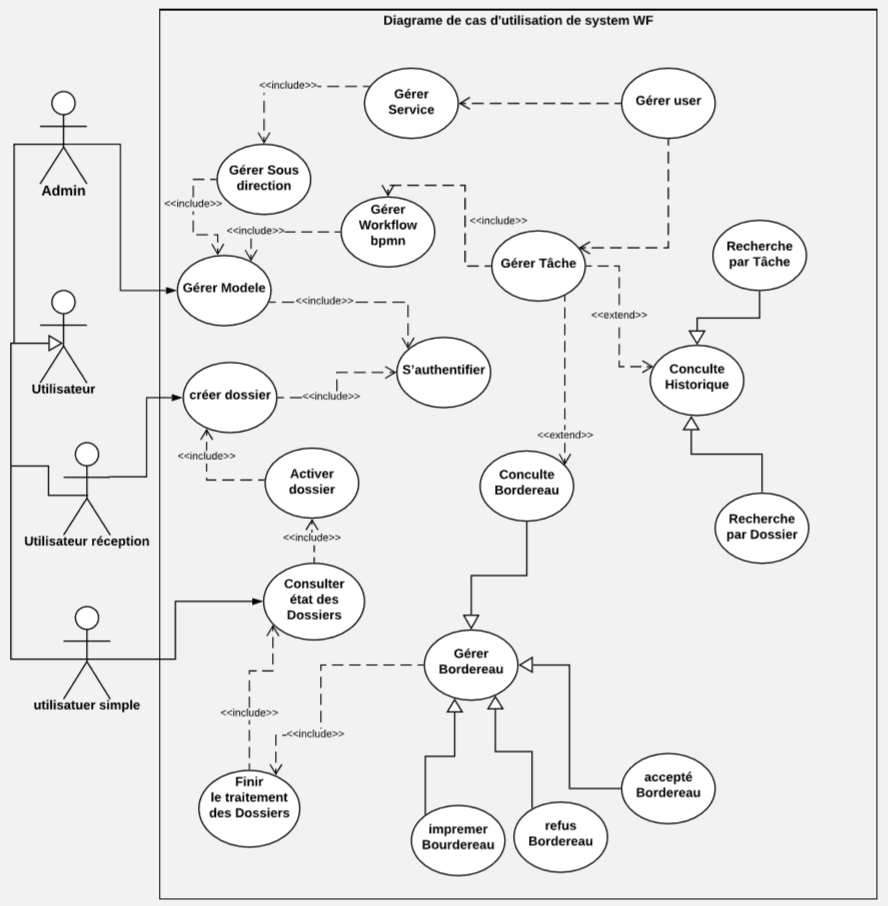 Diagrame de cas d'utilisation de system WF
<<include>>
Gérer
Service
Gérer user
Gérer Sous
direction
Admin
<<include>>
Gérer
Workflow
bpmn
<<include>>
<<include>>
Gérer Tâche
Recherche
par Tâche
Gérer Modele
<<include>>
<<extend>>
Utilisateur
créer dossier
<<include>>
S'authentifier
Conculte
Historique
<<include>>
<<extend>>
Activer
dossier
Conculte
Bordereau
Recherche
par Dossier
Utilisateur réception
<<include>>
Consulter
état des
Dossiers
utilisatuer simple
Gérer
Bordereau
<<include>>
<<include>>
Finir
le traitement
des Dossiers
accepté
Bordereau
impremer
Bourdereau
refus
Bordereau